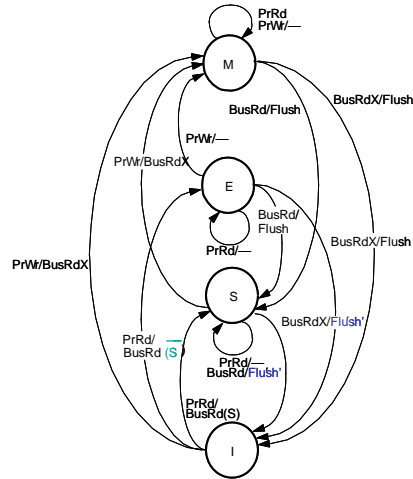 PrRd
PrWr/—
M
BusRd/Flush
BusRdX/Flush
PrWr/—
PrWr/BusRdX
E
BusRd/
Flush
PrRd/—
BusRdX/Flush
PrWr/BusRdX
S
BusRdX/Flush'
PrRd/
BusRd (S̅)
PrRd/—
BusRd/Flush'
PrRd/
BusRd(S)
I